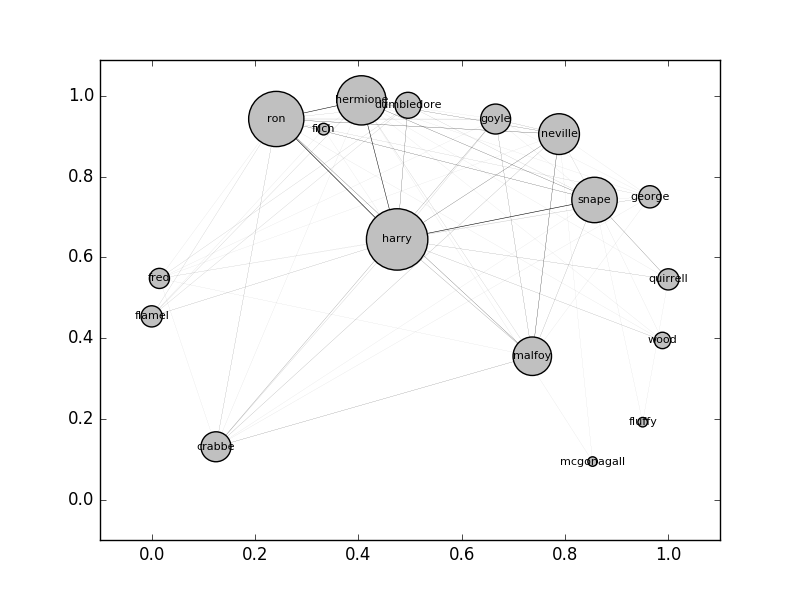 1.0
0.8
0.6
0.4
0.2
0.0
hermione
dumbledore
ron
filch
goyle
neville
snape
george
harry
fred
flamel
quirrell
wood
malfoy
fluffy
crabbe
mcgonagall
0.0 0.2 0.4 0.6 0.8 1.0